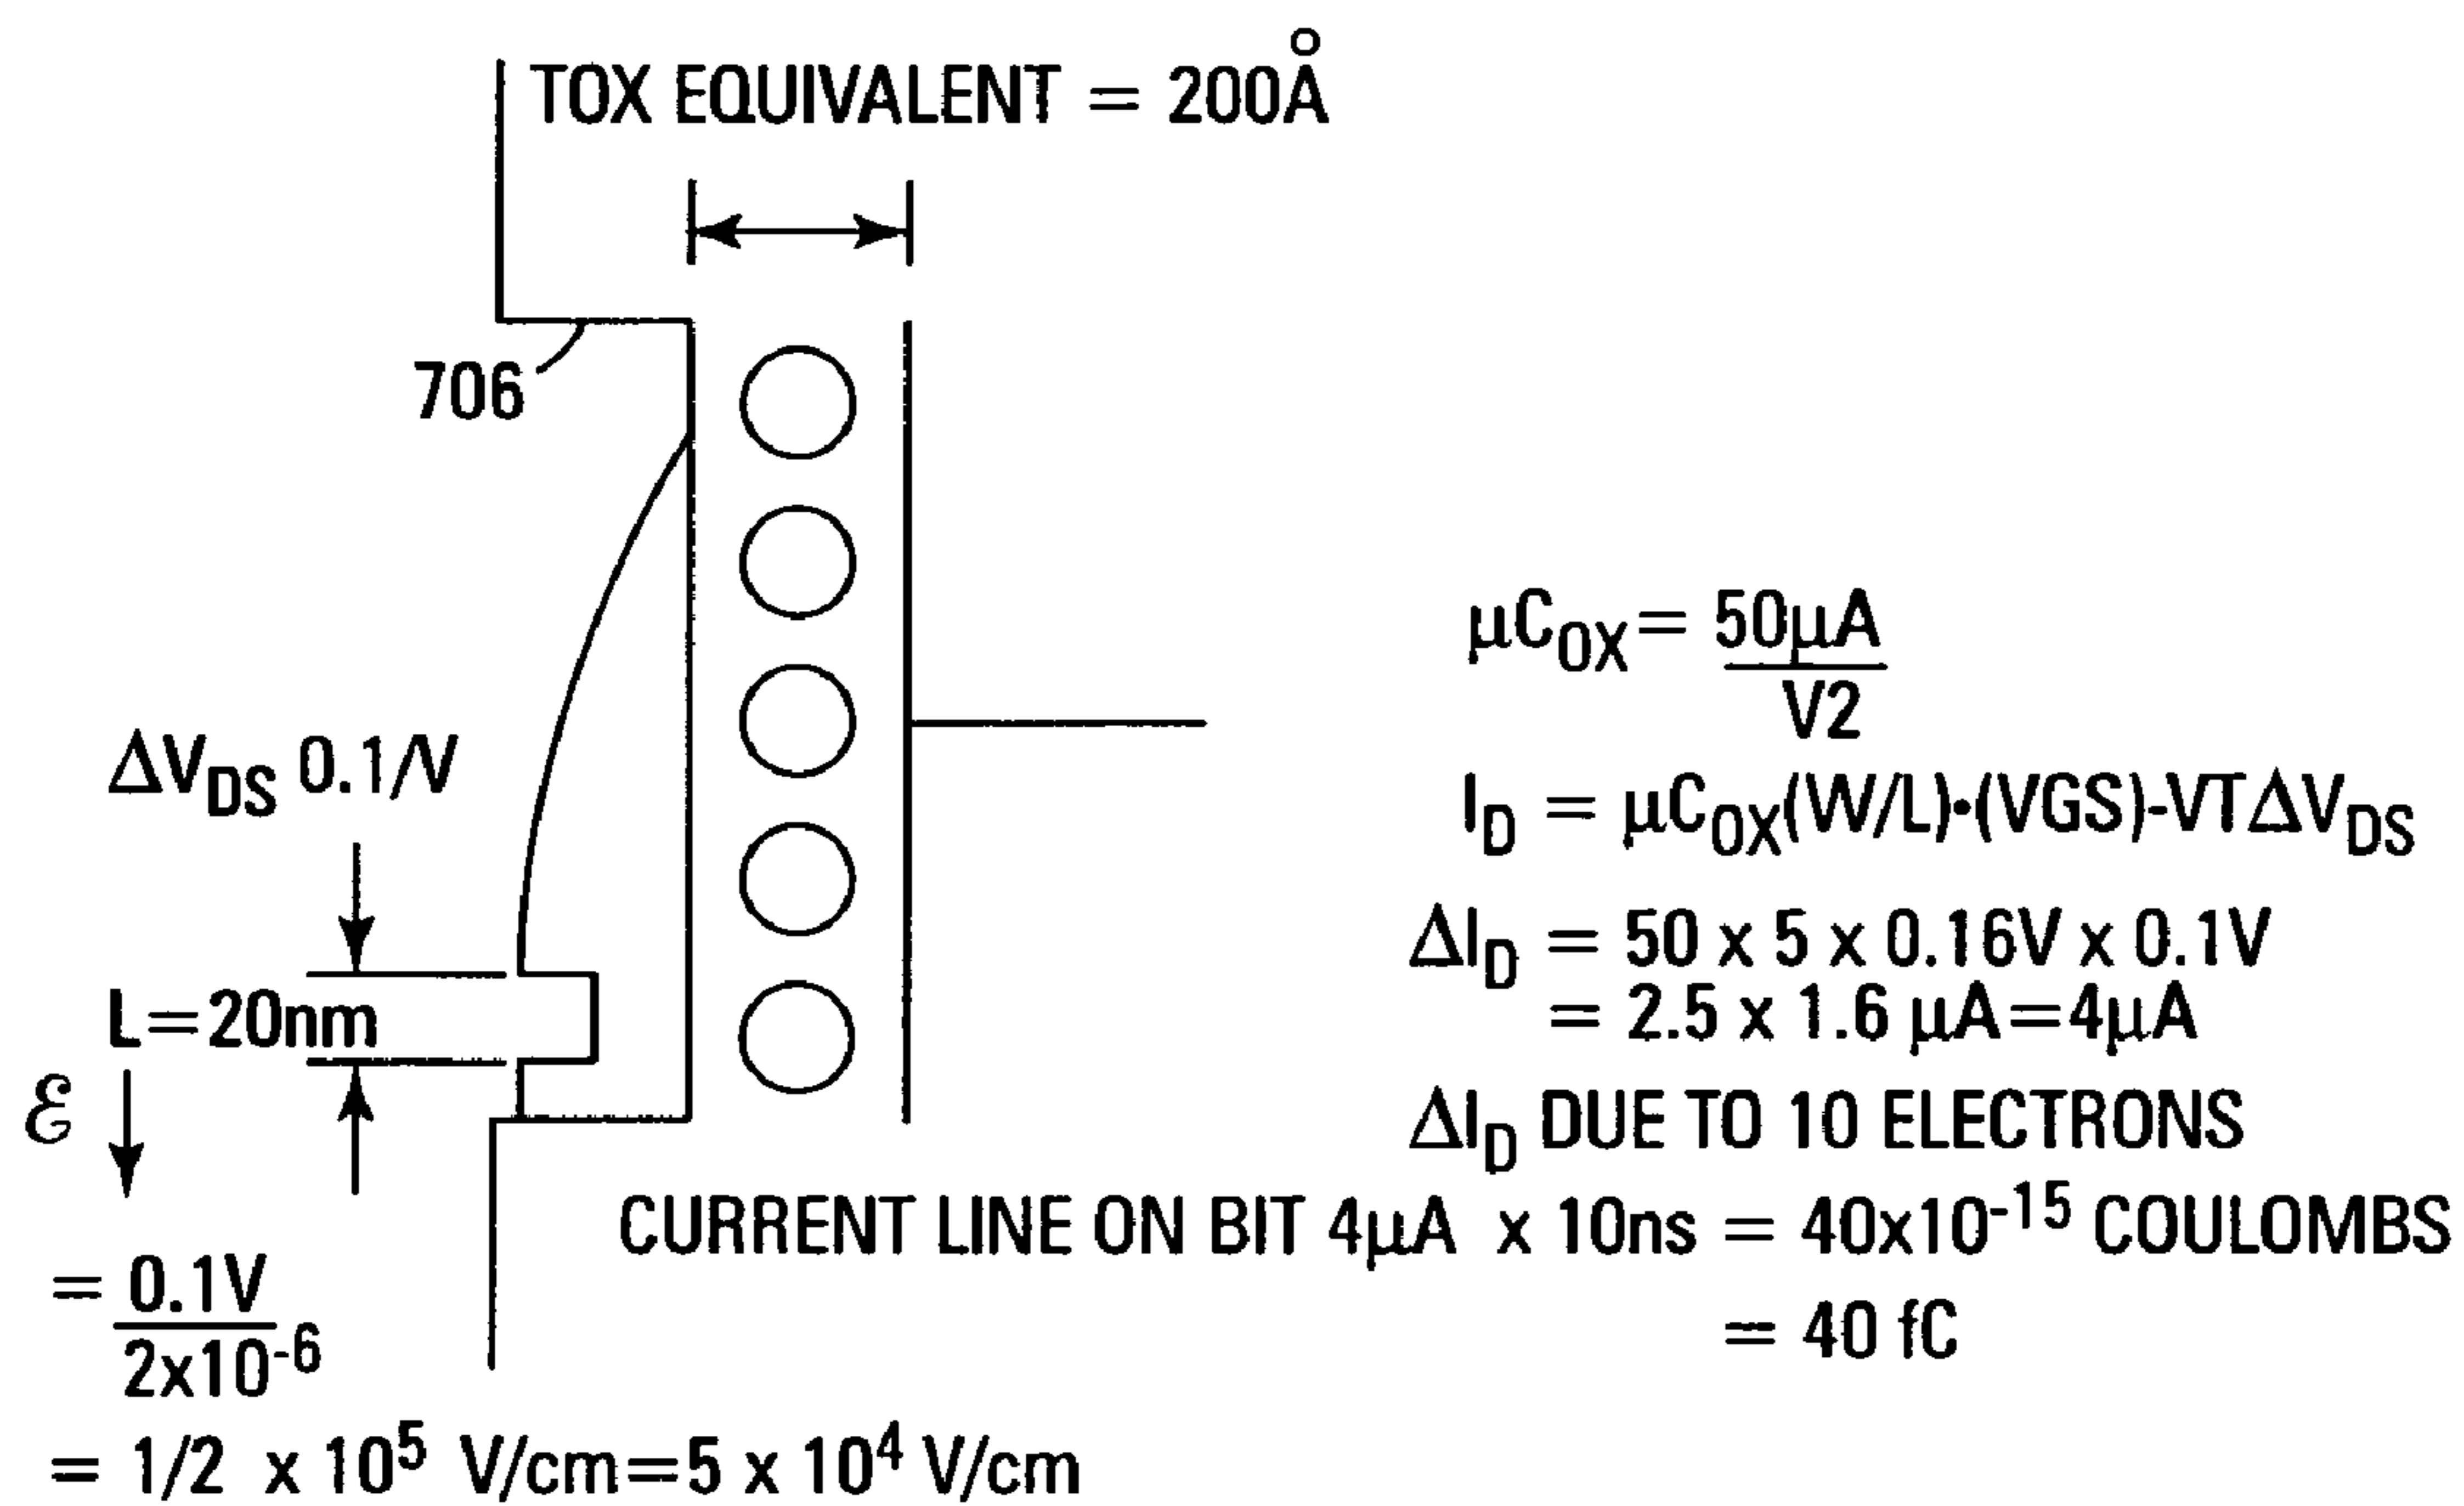 TOX EQUIVALENT = 200Å
706
ΔV_DS 0.1/V
L=20nm
ℰ
= 0.1V
2x10^-6
= 1/2 x 10^5 V/cm=5 x 10^4 V/cm
μC_OX= 50μA
V2
I_D = μC_OX(W/L)•(VGS)-VTΔV_DS
ΔI_D = 50 x 5 x 0.16V x 0.1V
= 2.5 x 1.6 μA=4μA
ΔI_D DUE TO 10 ELECTRONS
CURRENT LINE ON BIT 4μA x 10ns = 40x10^-15 COULOMBS
= 40 fC